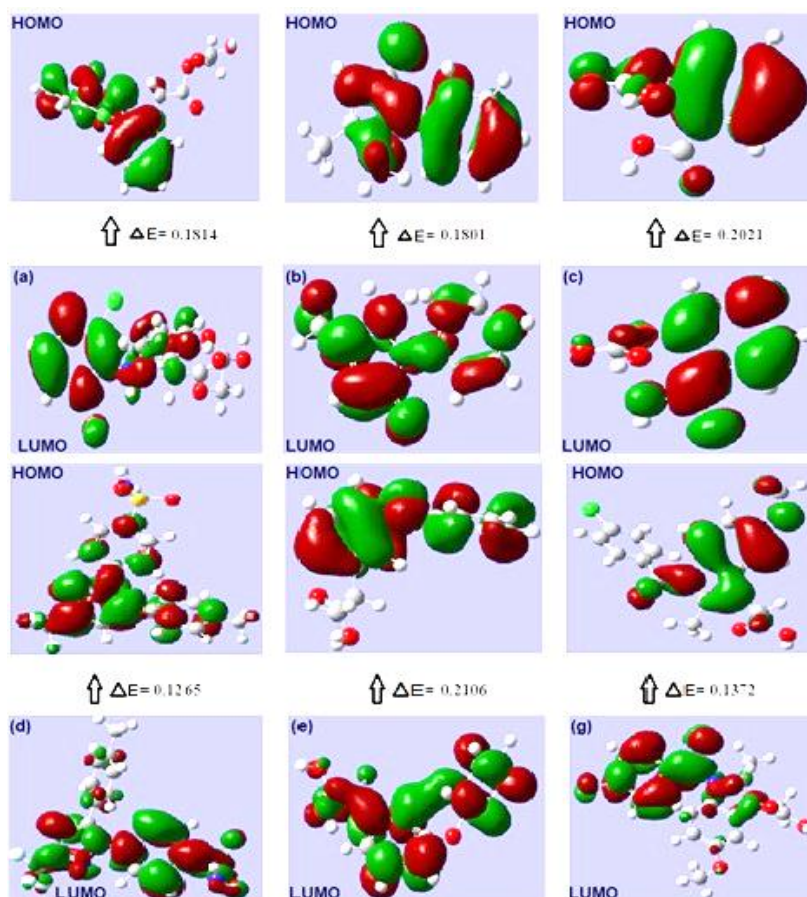 HOMO
HOMO
HOMO
ΔE= 0.1814
ΔE= 0.1801
ΔE= 0.2021
(a)
(b)
(c)
LUMO
LUMO
LUMO
HOMO
HOMO
HOMO
ΔE= 0.1265
ΔE= 0.2106
ΔE= 0.1372
(d)
(e)
(g)
LUMO
LUMO
LUMO